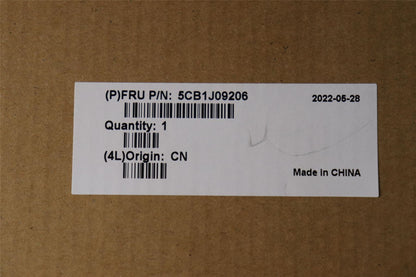 (P)FRU P/N: 5CB1J09206
2022-05-28
Quantity: 1
(4L)Origin: CN
Made in CHINA